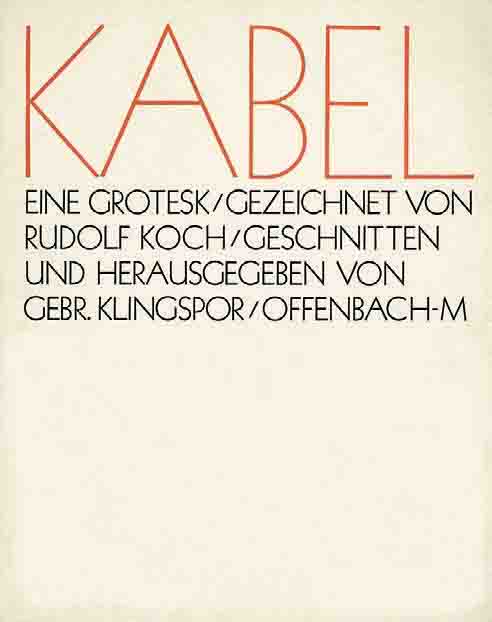 KABEL
EINE GROTESK/GEZEICHNET VON
RUDOLF KOCH/GESCHNITTEN
UND HERAUSGEGEBEN VON
GEBR. KLINGSPOR/OFFENBACH-M